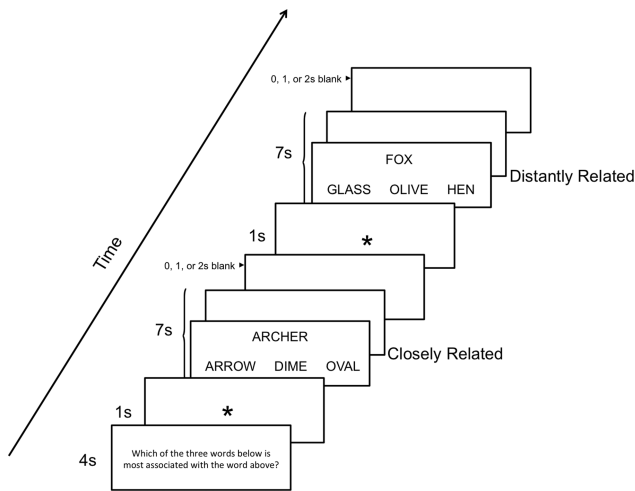 0, 1, or 2s blank
7s
FOX
GLASS OLIVE HEN
Distantly Related
1s
*
Time
0, 1, or 2s blank
7s
ARCHER
ARROW DIME OVAL
Closely Related
1s
*
4s
Which of the three words below is
most associated with the word above?